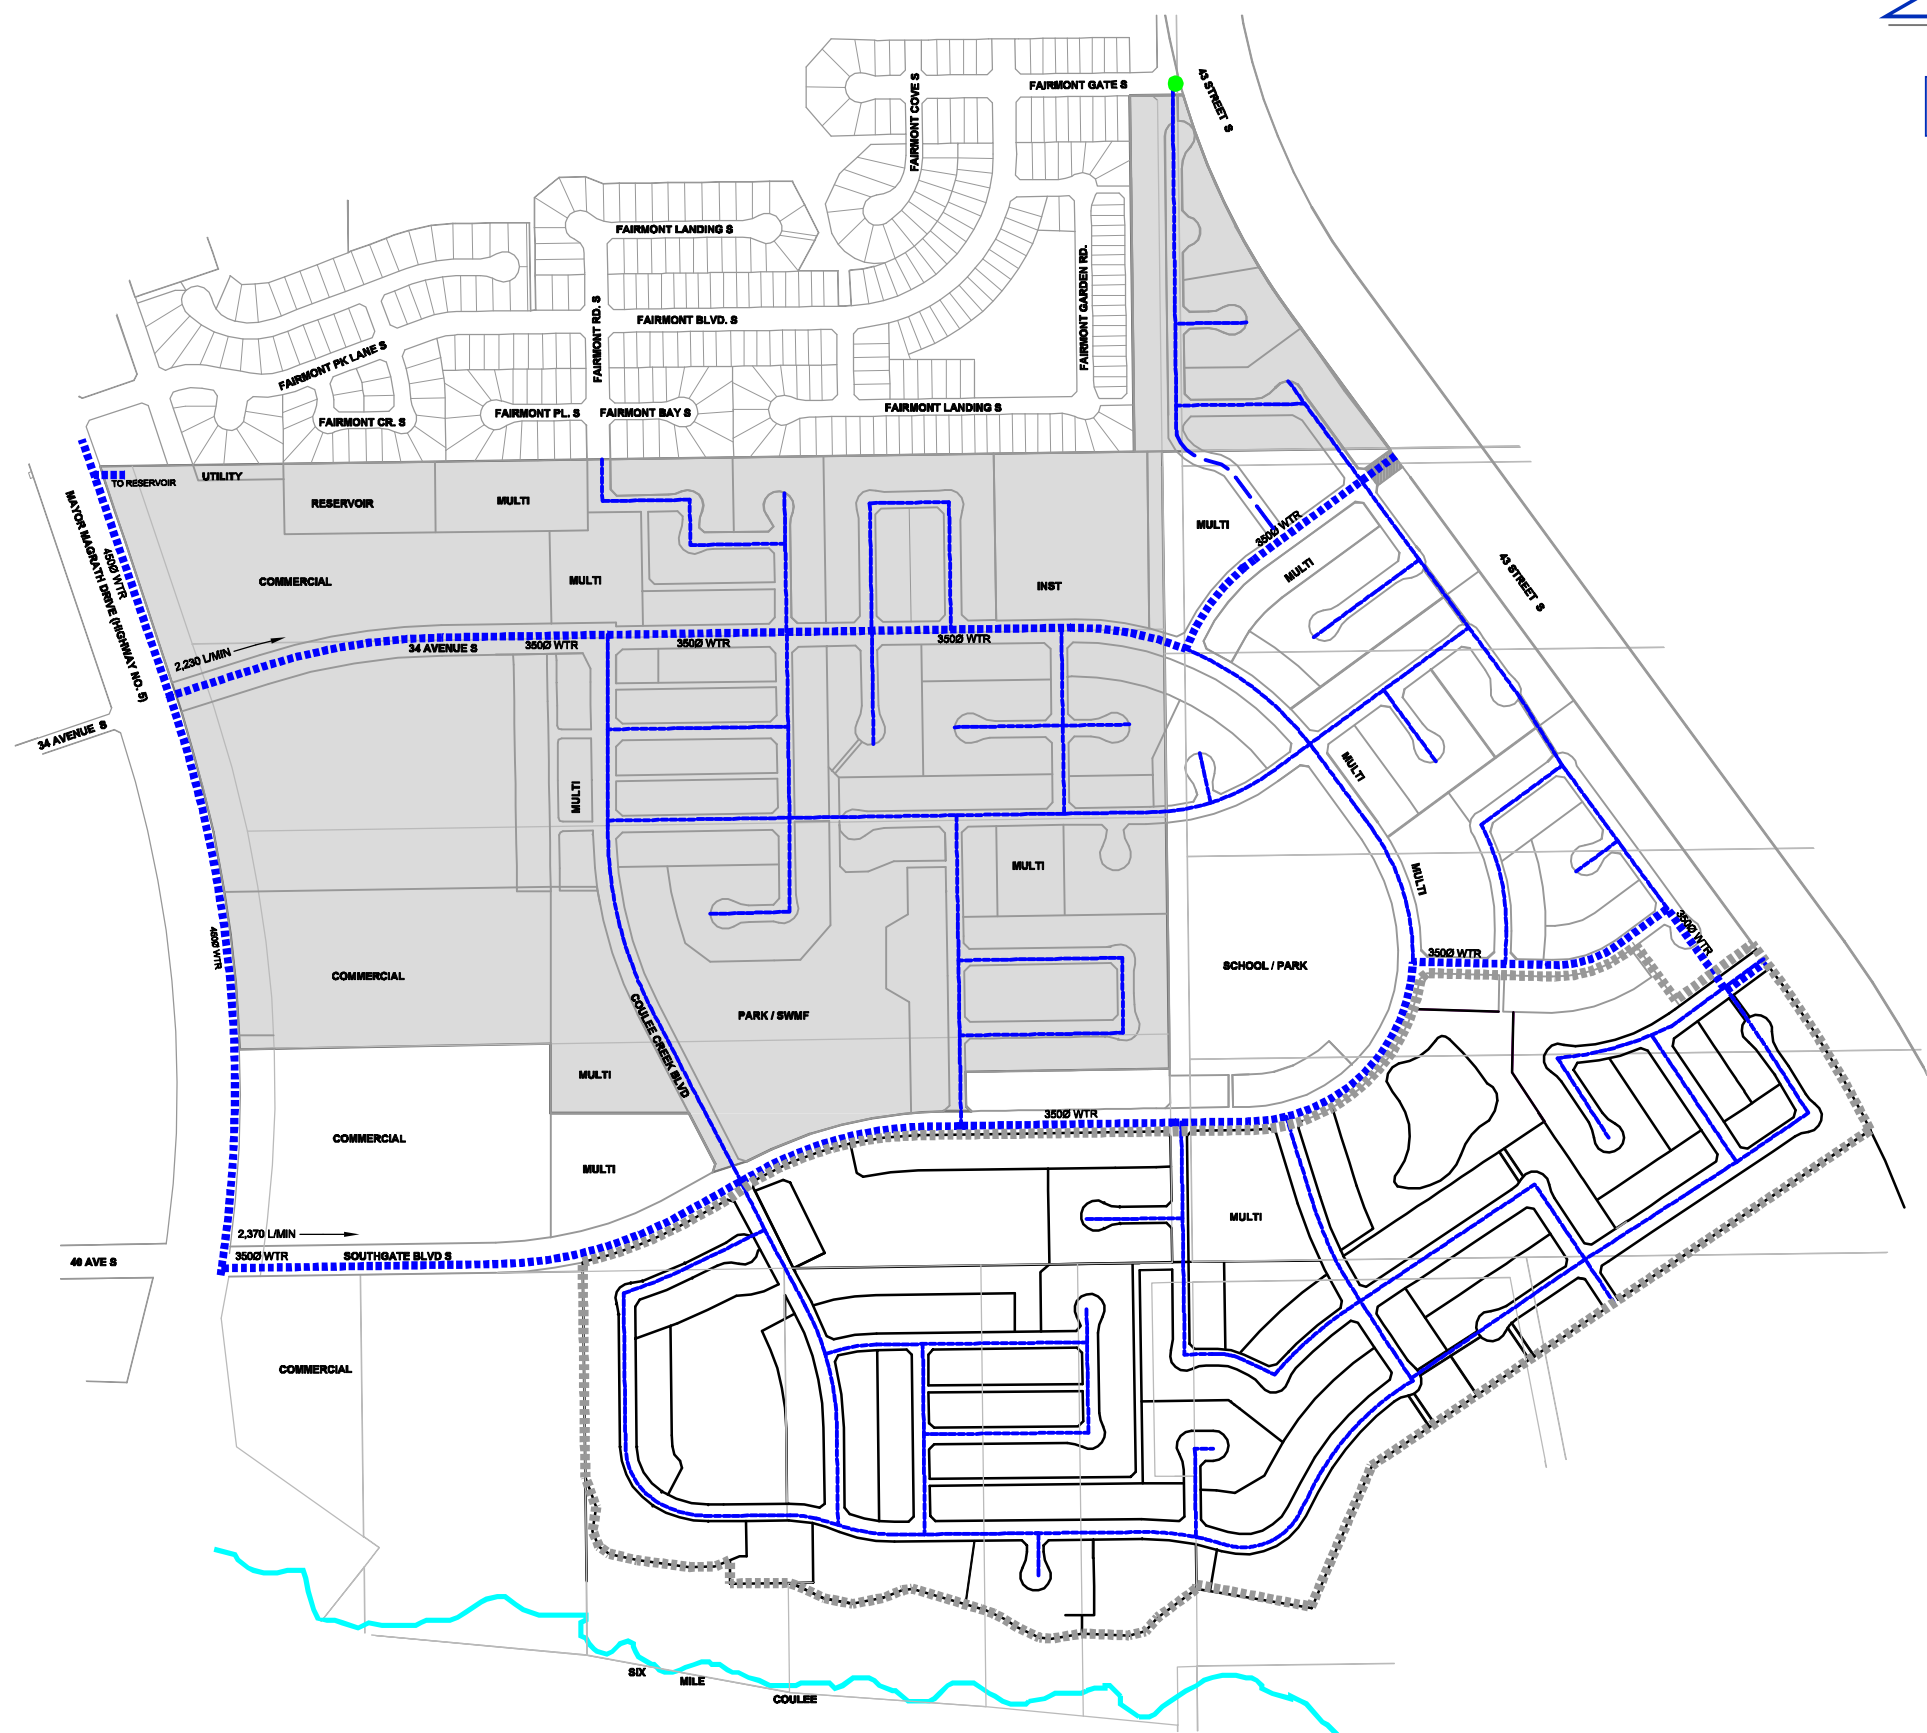 FAIRMONT GATE S
43 STREET S
FAIRMONT COVE S
FAIRMONT LANDING S
FAIRMONT GARDEN RD.
FAIRMONT RD. S
FAIRMONT BLVD. S
FAIRMONT PK LANE S
FAIRMONT CR. S
FAIRMONT PL. S
FAIRMONT BAY S
FAIRMONT LANDING S
UTILITY
TO RESERVOIR
RESERVOIR
MULTI
MAYOR MAGRATH DRIVE (HIGHWAY NO. 5)
450Ø WTR
COMMERCIAL
MULTI
INST
MULTI
350Ø WTR
MULTI
43 STREET S
2,230 L/MIN
34 AVENUE S
350Ø WTR
350Ø WTR
350Ø WTR
34 AVENUE S
MULTI
MULTI
MULTI
MULTI
450Ø WTR
COMMERCIAL
COULEE CREEK BLVD
PARK / SWMF
SCHOOL / PARK
350Ø WTR
350Ø WTR
MULTI
350Ø WTR
COMMERCIAL
MULTI
MULTI
2,370 L/MIN
350Ø WTR
SOUTHGATE BLVD S
40 AVE S
COMMERCIAL
SIX
MILE
COULEE